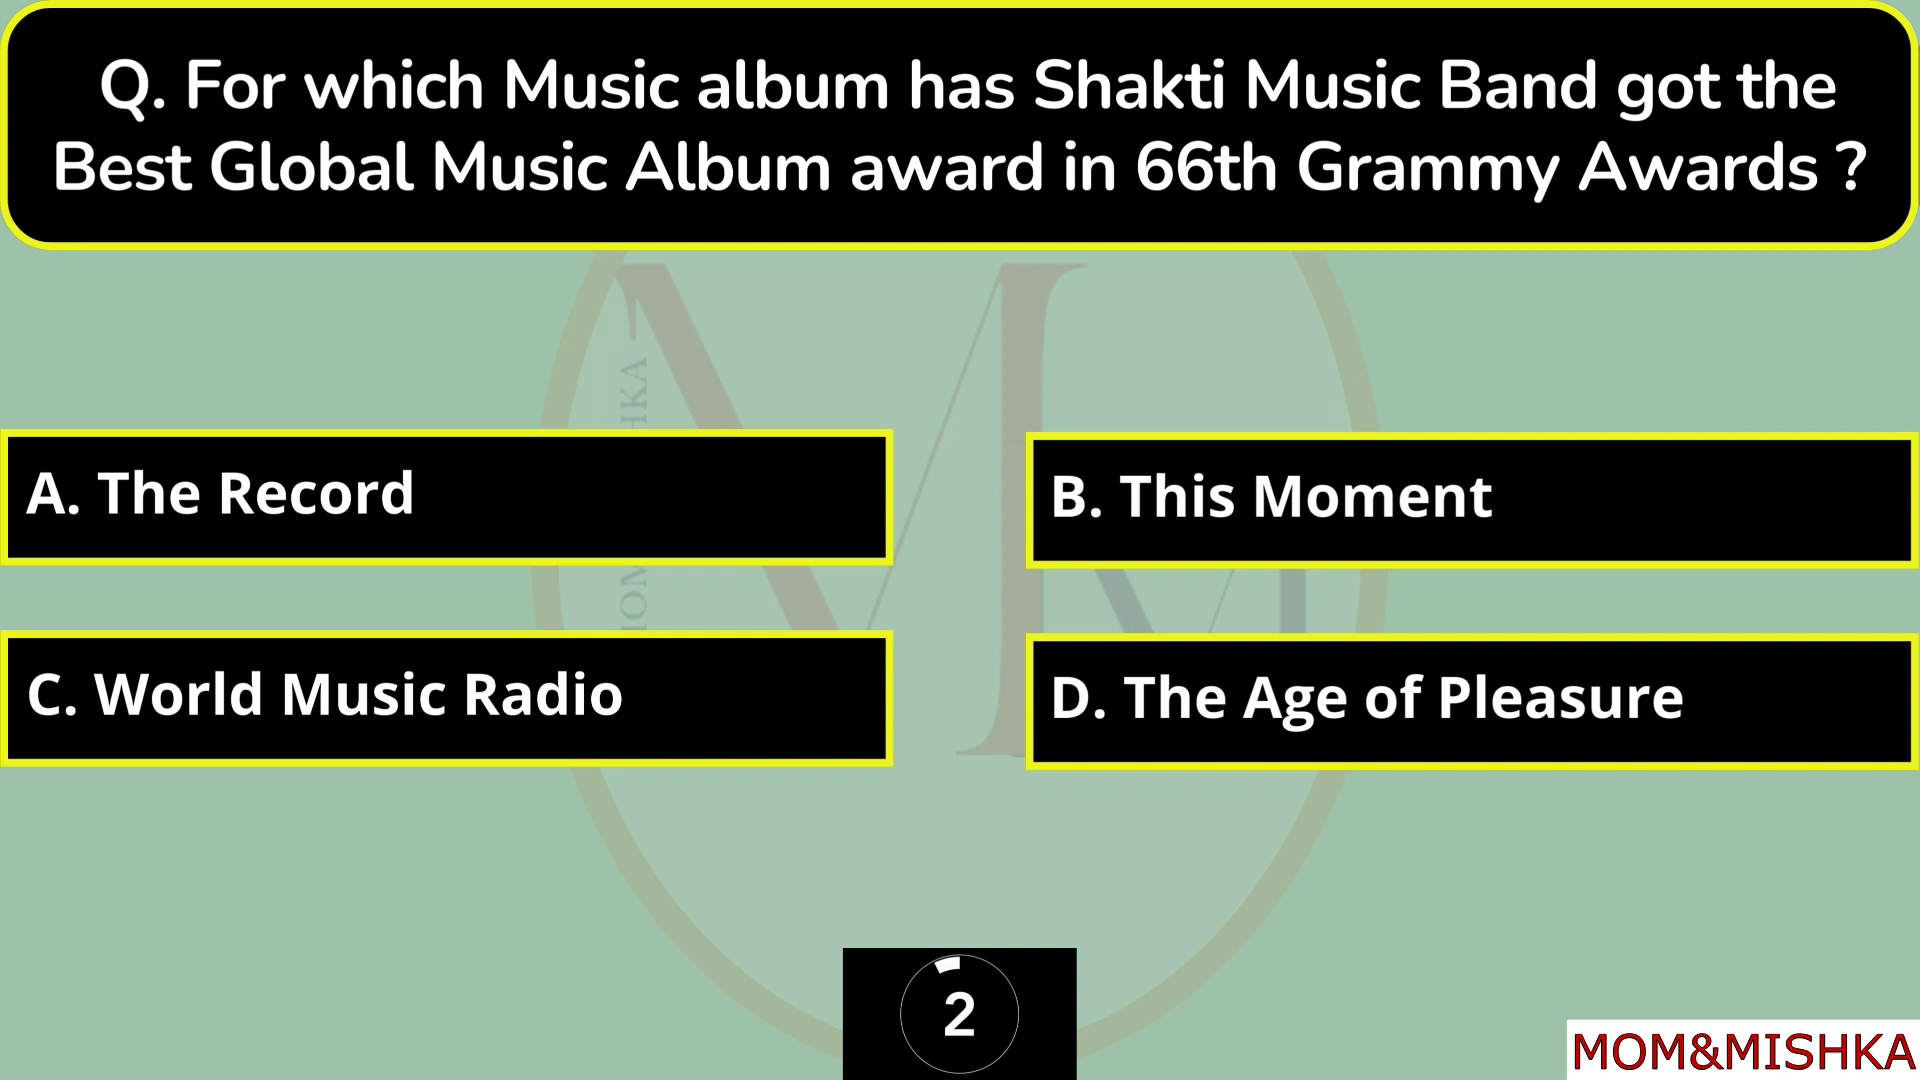 Q. For which Music album has Shakti Music Band got the
Best Global Music Album award in 66th Grammy Awards ?
A. The Record
B. This Moment
C. World Music Radio
D. The Age of Pleasure
2
MOM&MISHKA